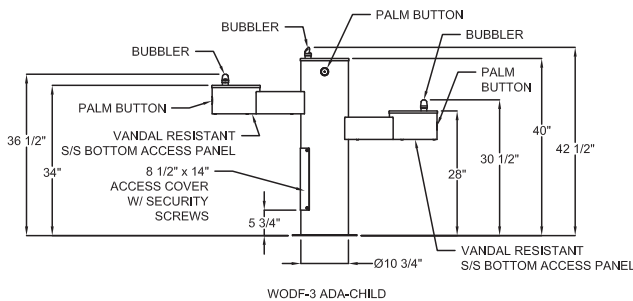 BUBBLER
PALM BUTTON
BUBBLER
BUBBLER
PALM
BUTTON
PALM BUTTON
36 1/2"
34"
VANDAL RESISTANT
S/S BOTTOM ACCESS PANEL
8 1/2" x 14"
ACCESS COVER
W/ SECURITY
SCREWS
5 3/4"
28"
30 1/2"
40"
42 1/2"
Ø10 3/4"
VANDAL RESISTANT
S/S BOTTOM ACCESS PANEL
WODF-3 ADA-CHILD